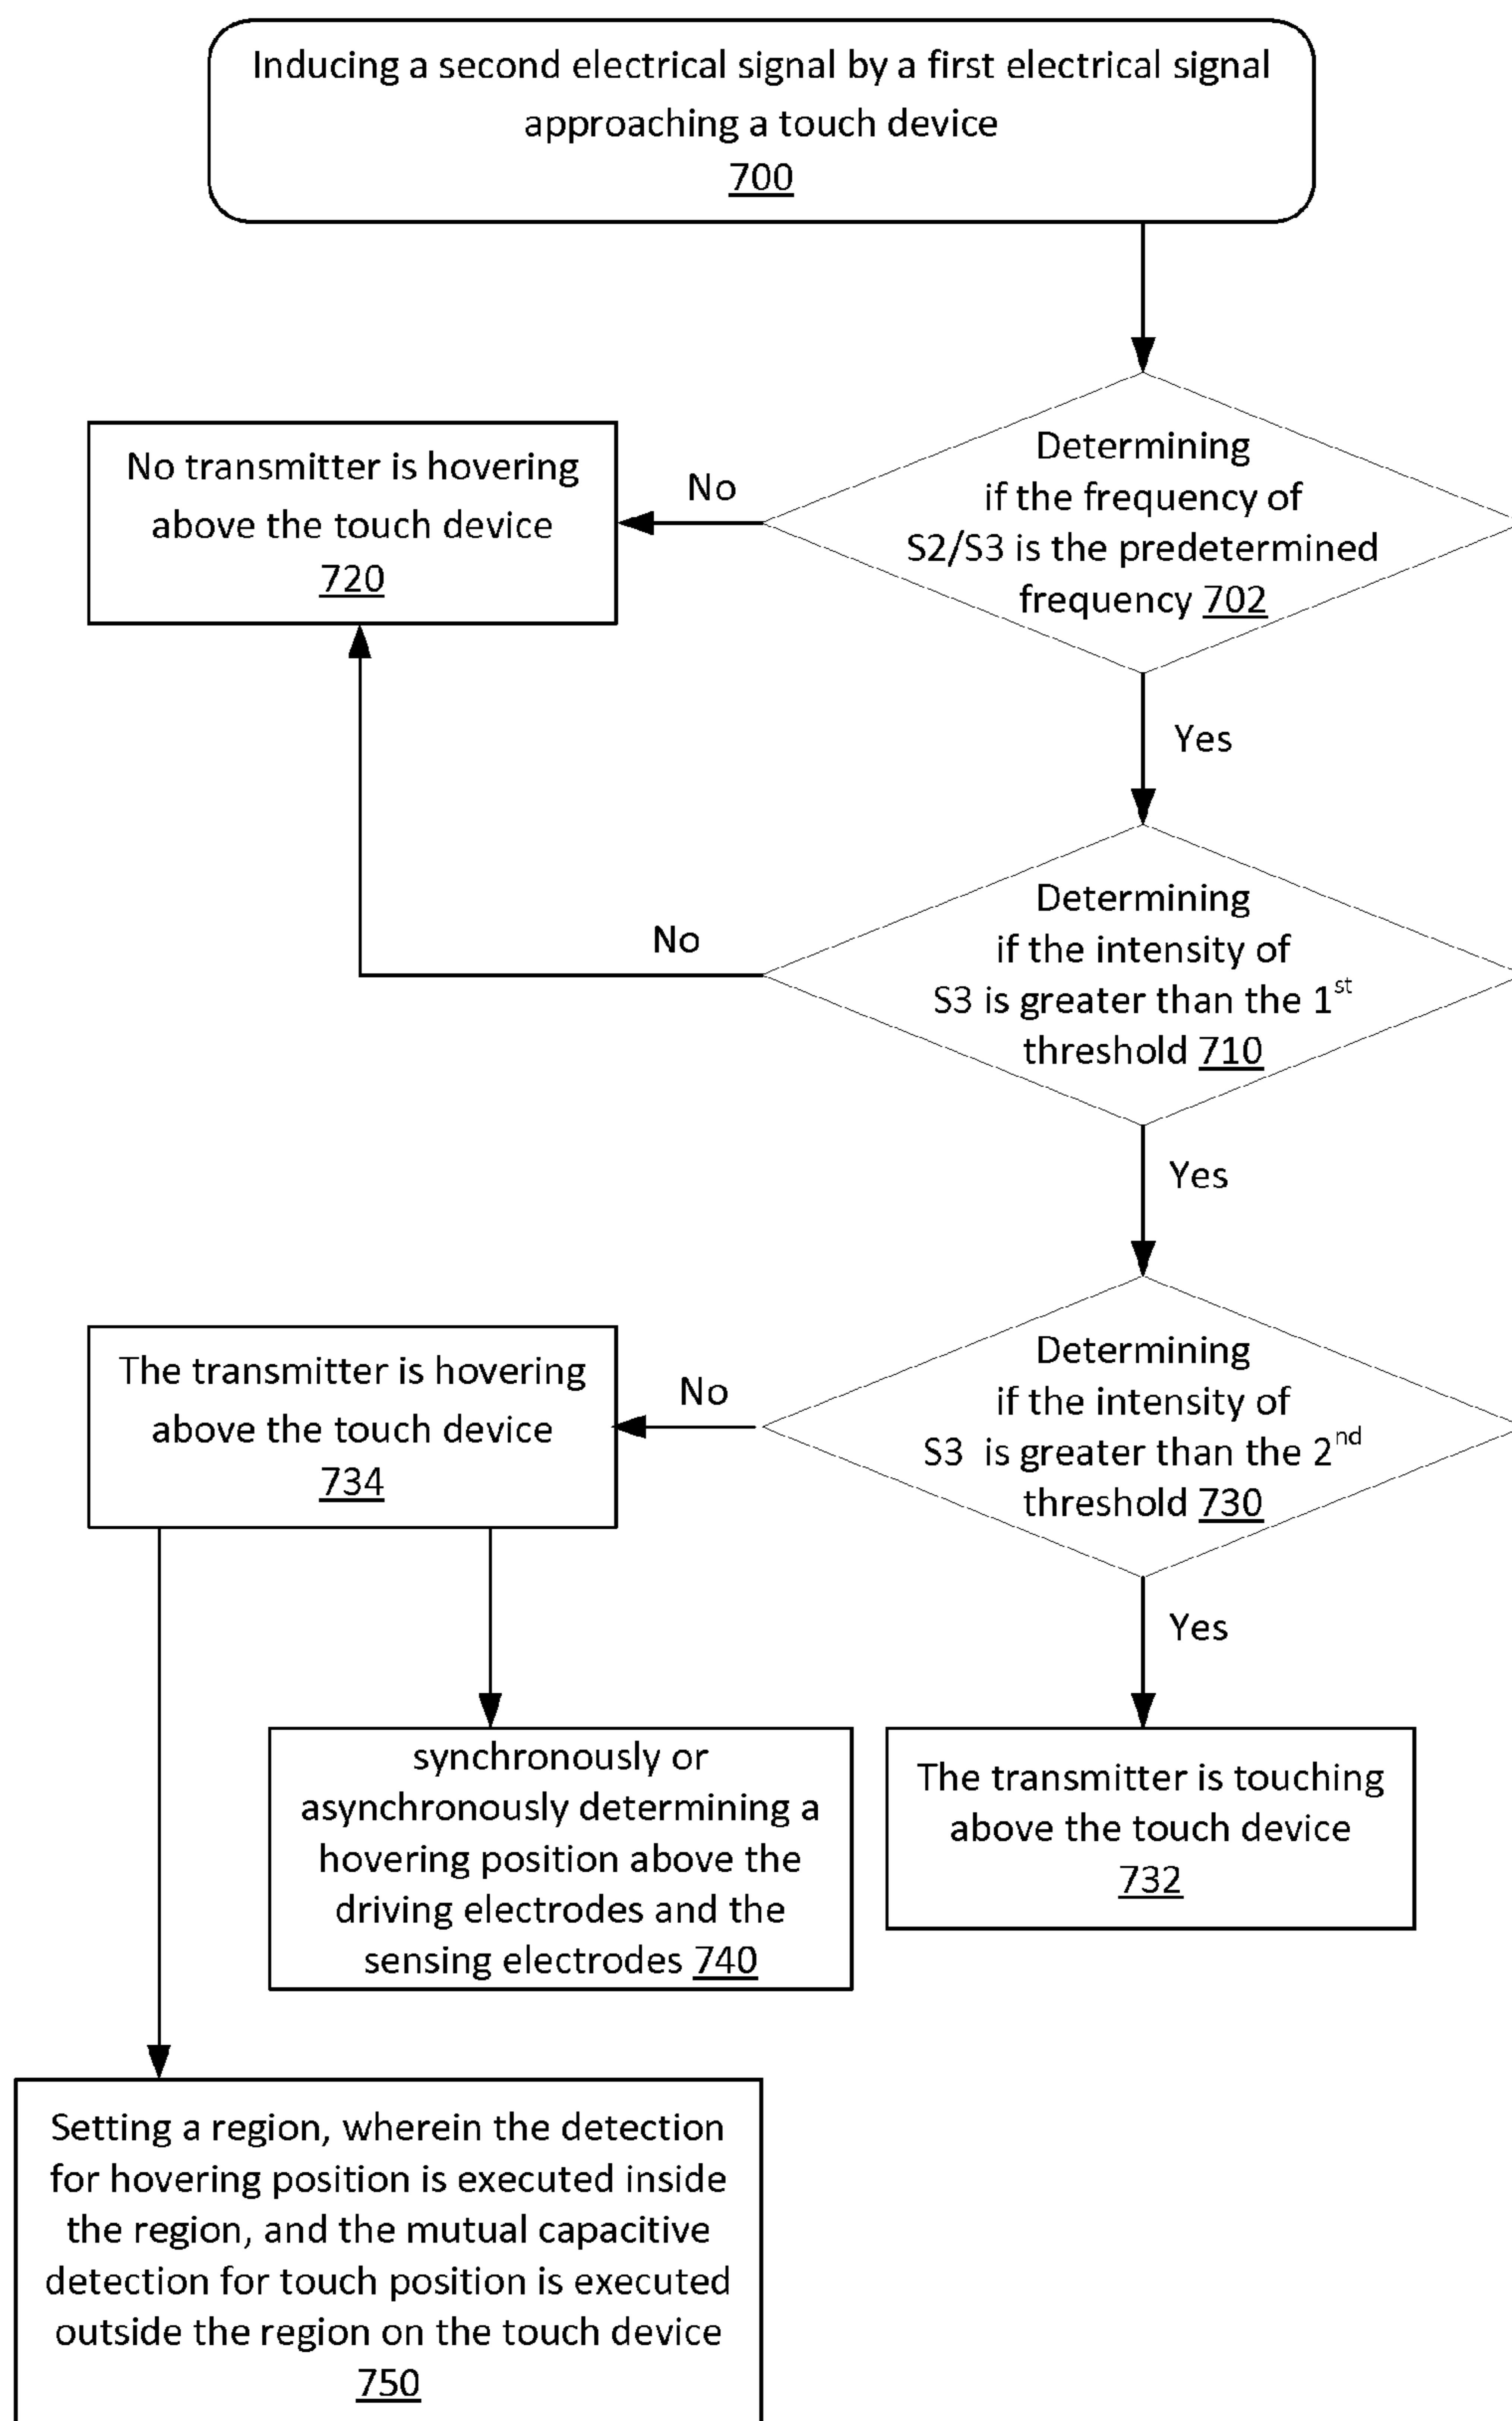 Inducing a second electrical signal by a first electrical signal
approaching a touch device
700
Determining
if the frequency of
S2/S3 is the predetermined
frequency 702
No
No transmitter is hovering
above the touch device
720
Yes
Determining
if the intensity of
S3 is greater than the 1st
threshold 710
No
Yes
Determining
if the intensity of
S3 is greater than the 2nd
threshold 730
No
The transmitter is hovering
above the touch device
734
Yes
synchronously or
asynchronously determining a
hovering position above the
driving electrodes and the
sensing electrodes 740
The transmitter is touching
above the touch device
732
Setting a region, wherein the detection
for hovering position is executed inside
the region, and the mutual capacitive
detection for touch position is executed
outside the region on the touch device
750